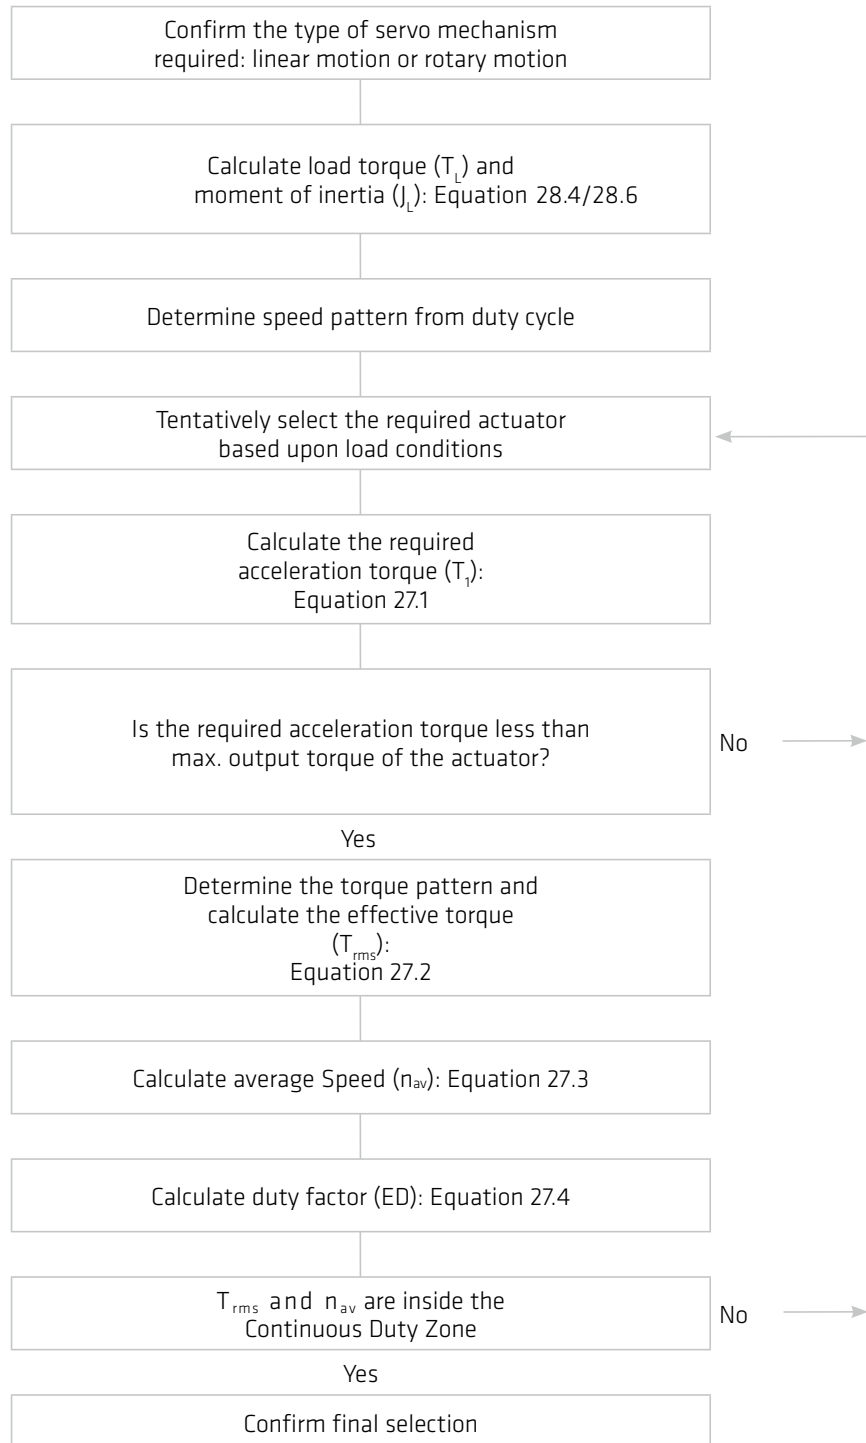 Confirm the type of servo mechanism
required: linear motion or rotary motion
Calculate load torque (T_L) and
moment of inertia (J_L): Equation 28.4/28.6
Determine speed pattern from duty cycle
Tentatively select the required actuator
based upon load conditions
Calculate the required
acceleration torque (T_1):
Equation 27.1
Is the required acceleration torque less than
max. output torque of the actuator?
No
Yes
Determine the torque pattern and
calculate the effective torque
(T_rms):
Equation 27.2
Calculate average Speed (n_av): Equation 27.3
Calculate duty factor (ED): Equation 27.4
T_rms and n_av are inside the
Continuous Duty Zone
No
Yes
Confirm final selection